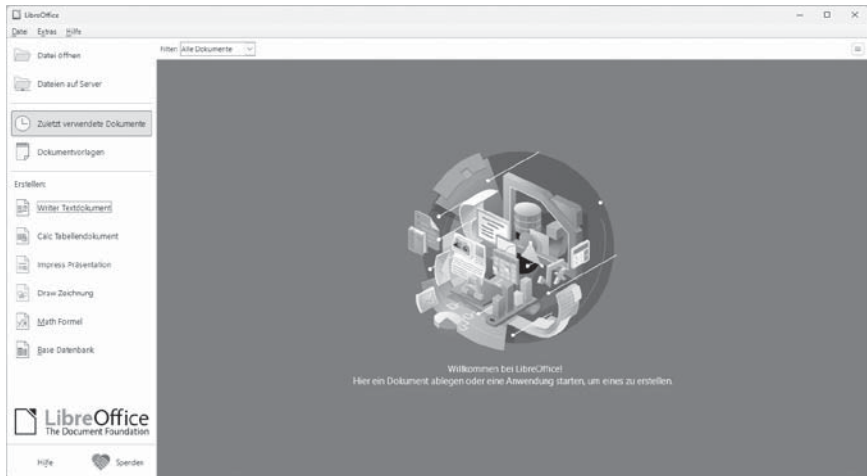 LibreOffice
Datei Extras Hilfe
Filter: Alle Dokumente
Datei öffnen
Dateien auf Server
Zuletzt verwendete Dokumente
Dokumentvorlagen
Erstellen:
Writer Textdokument
Calc Tabellendokument
Impress Präsentation
Draw Zeichnung
Math Formel
Base Datenbank
Willkommen bei LibreOffice!
Hier ein Dokument ablegen oder eine Anwendung starten, um eines zu erstellen.
LibreOffice
The Document Foundation
Hilfe Spenden